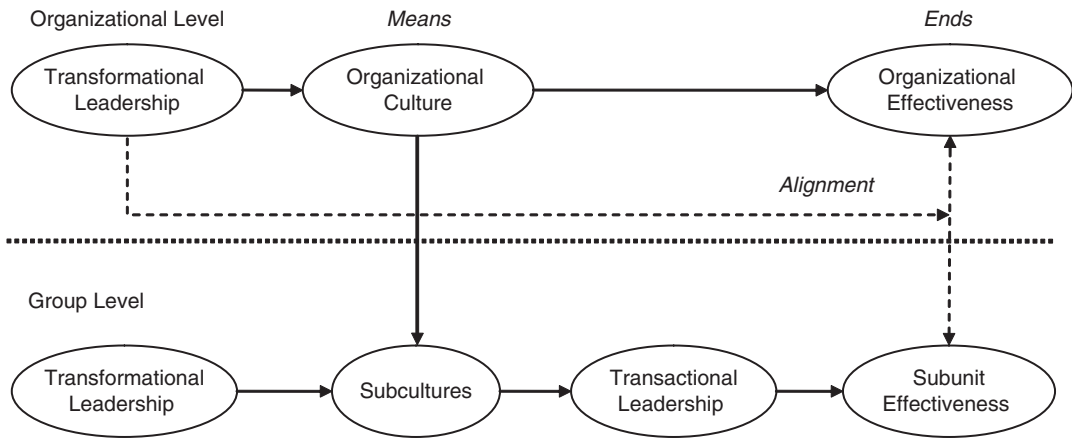 Organizational Level
Means
Ends
Transformational
Leadership
Organizational
Culture
Organizational
Effectiveness
Alignment
Group Level
Transformational
Leadership
Subcultures
Transactional
Leadership
Subunit
Effectiveness